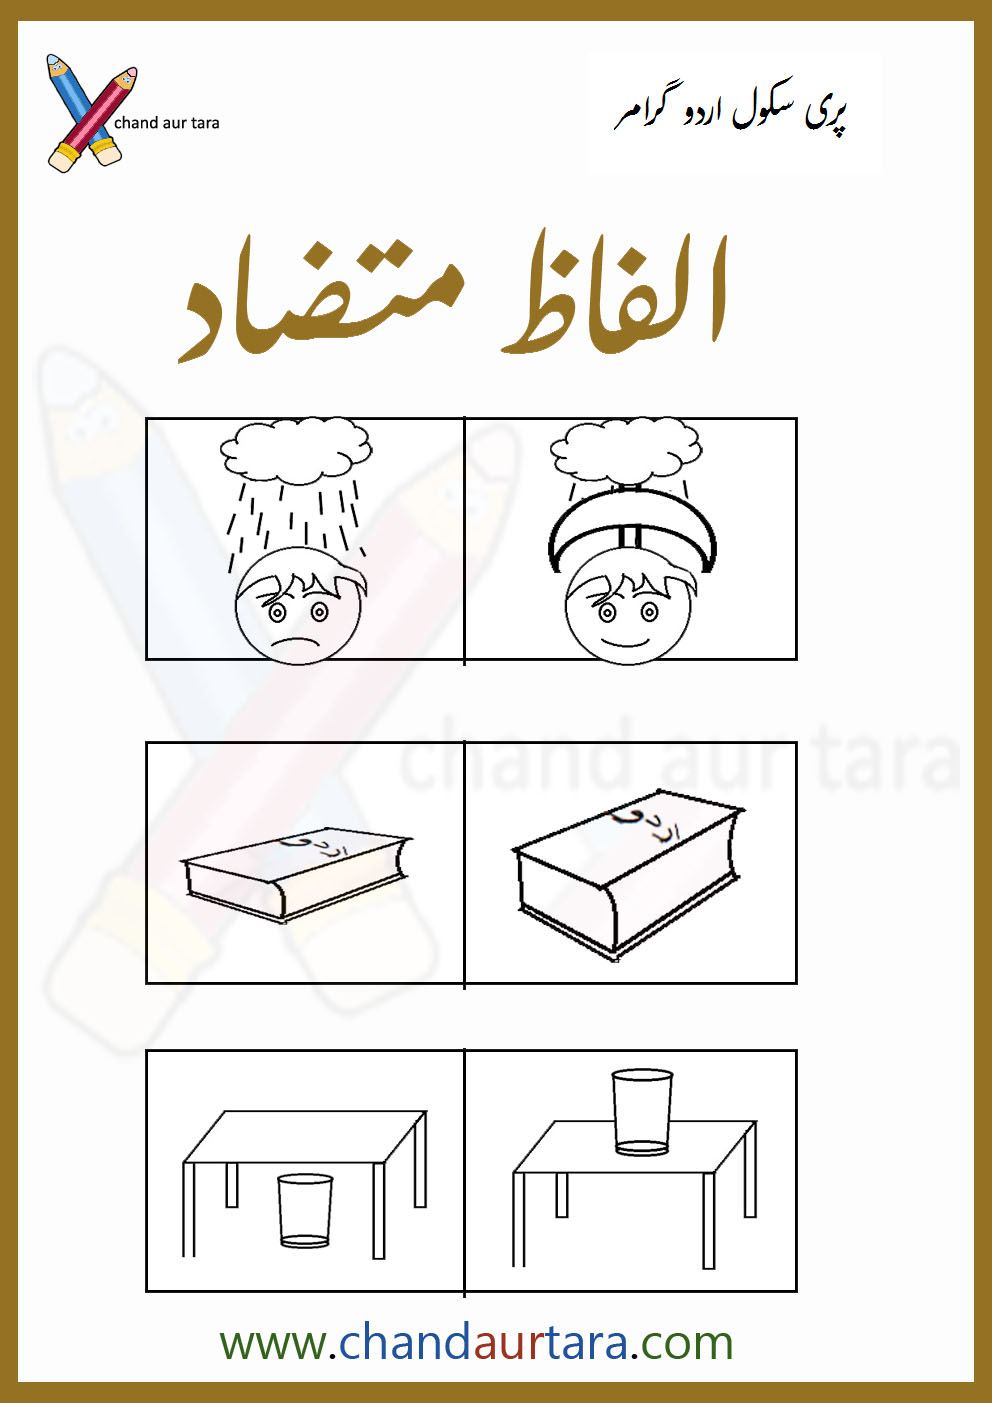 chand aur tara
پری سکول اردو گرامر
الفاظ متضاد
chand aur tara
اردو
اردو
www.chandaurtara.com